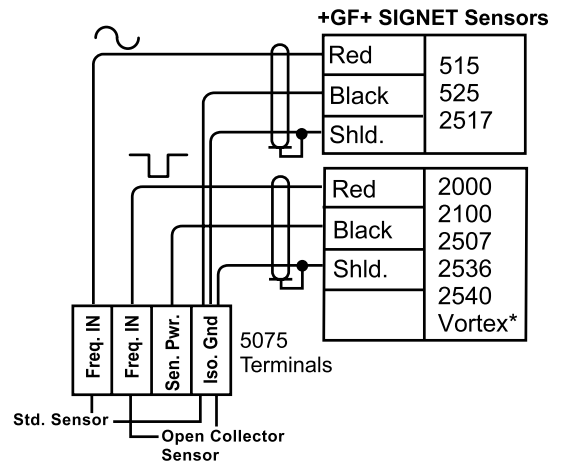 +GF+ SIGNET Sensors
Red
Black
Shld.
515
525
2517
Red
Black
Shld.
2000
2100
2507
2536
2540
Vortex*
Freq. IN
Freq. IN
Sen. Pwr.
Iso. Gnd
5075
Terminals
Std. Sensor
Open Collector
Sensor